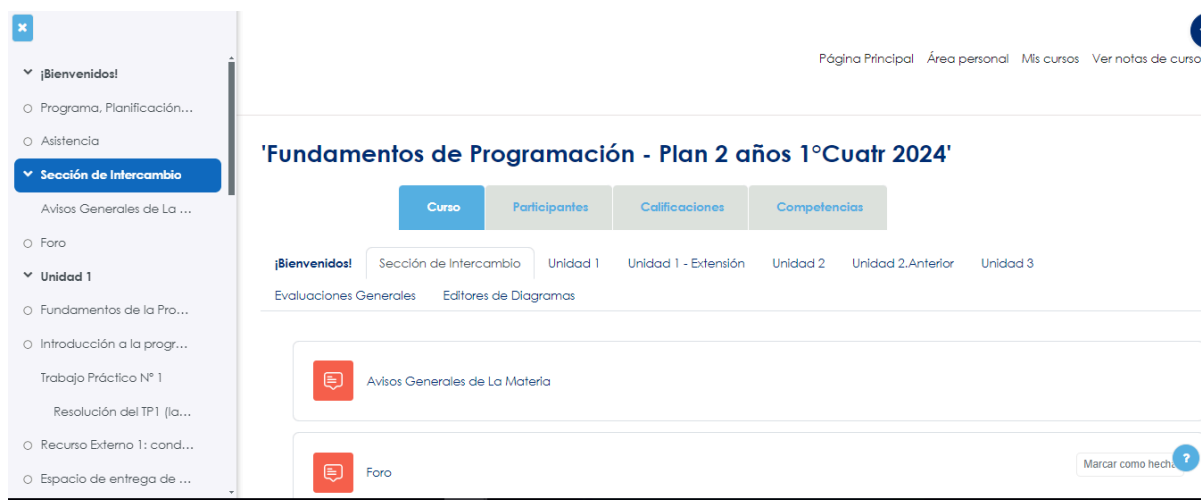 ¡Bienvenidos!
Programa, Planificación...
Asistencia
Sección de Intercambio
Avisos Generales de La ...
Foro
Unidad 1
Fundamentos de la Pro...
Introducción a la progr...
Trabajo Práctico Nº 1
Resolución del TP1 (la...
Recurso Externo 1: cond...
Espacio de entrega de ...
Página Principal Área personal Mis cursos Ver notas de curso
'Fundamentos de Programación - Plan 2 años 1°Cuatr 2024'
Curso Participantes Calificaciones Competencias
¡Bienvenidos! Sección de Intercambio Unidad 1 Unidad 1 - Extensión Unidad 2 Unidad 2.Anterior Unidad 3
Evaluaciones Generales Editores de Diagramas
Avisos Generales de La Materia
Foro
Marcar como hecha
?